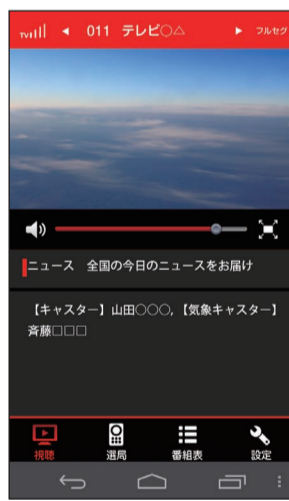 TV 011 テレビ○△ フルセグ
ニュース 全国の今日のニュースをお届け
【キャスター】山田○○○,【気象キャスター】
斉藤□□□
視聴 選局 番組表 設定